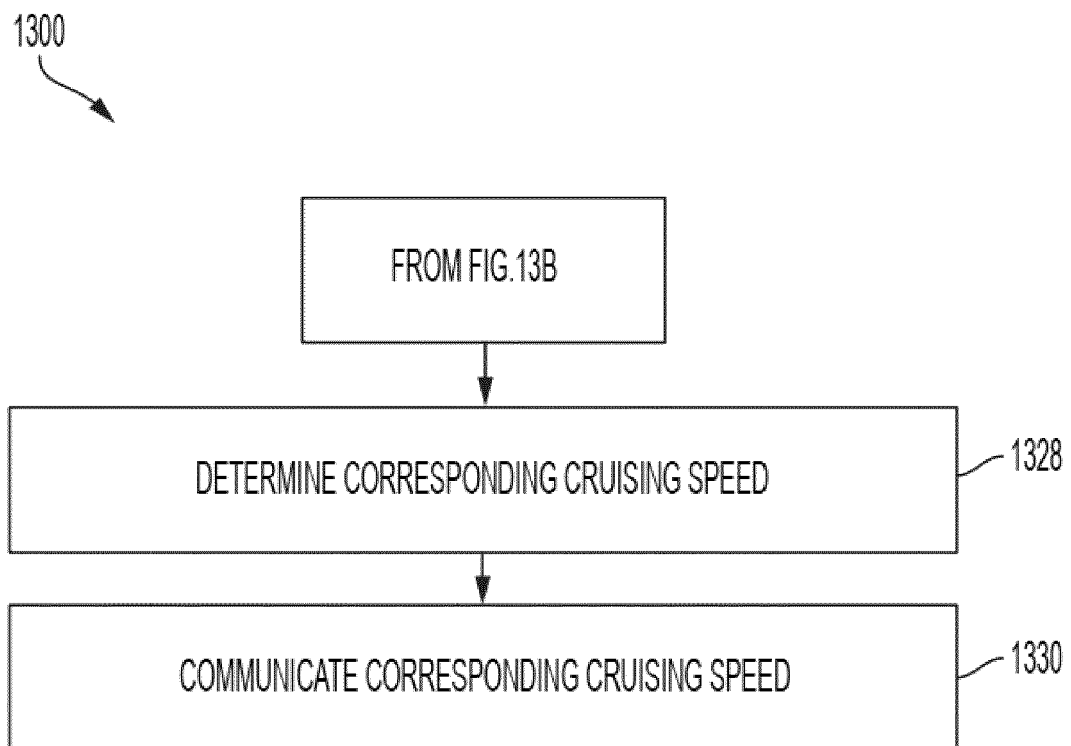 1300
FROM FIG.13B
DETERMINE CORRESPONDING CRUISING SPEED
1328
COMMUNICATE CORRESPONDING CRUISING SPEED
1330